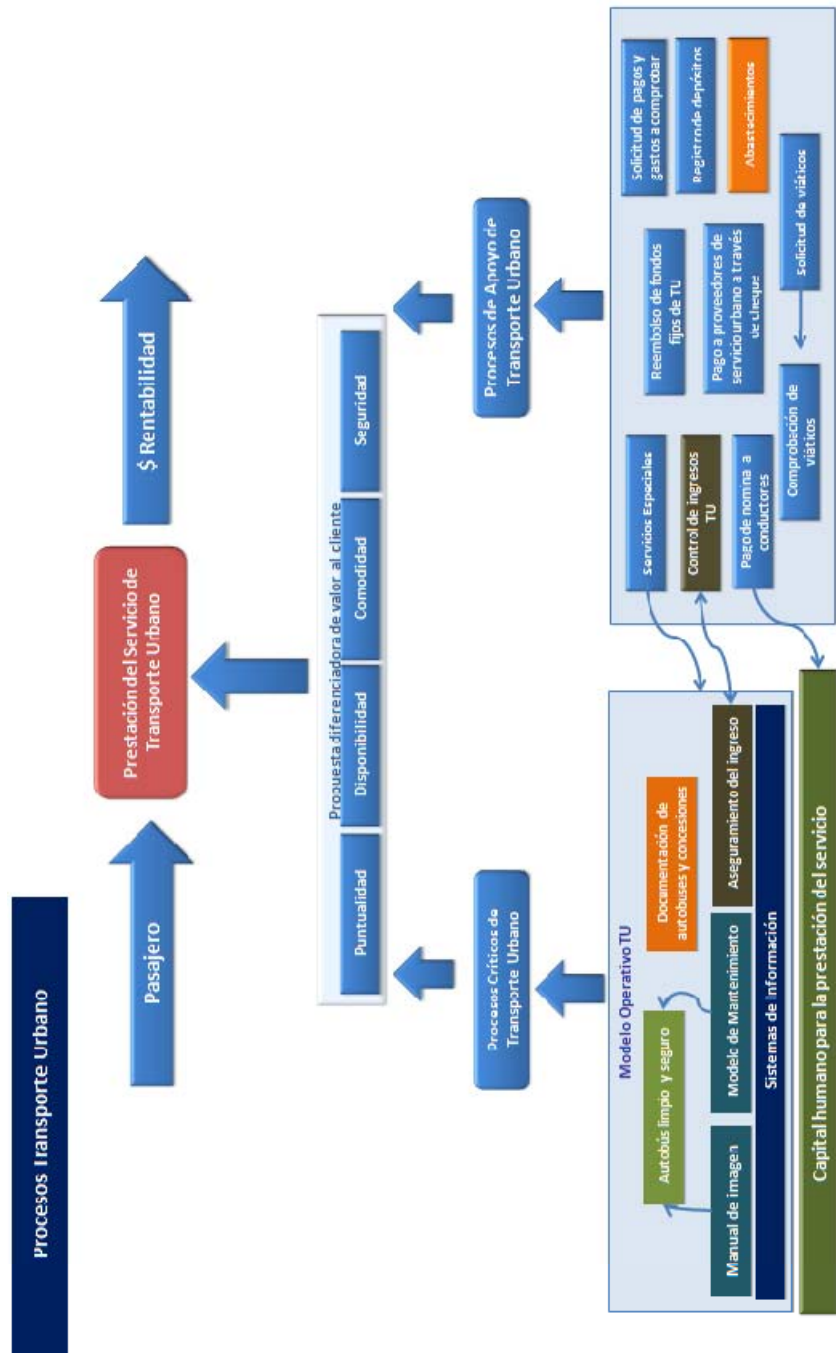 Procesos Transporte Urbano
Pasajero
Prestación del Servicio de
Transporte Urbano
$ Rentabilidad
Propuesta diferenciadora de valor al cliente
Puntualidad
Disponibilidad
Comodidad
Seguridad
Procesos Críticos de
Transporte Urbano
Procesos de Apoyo de
Transporte Urbano
Modelo Operativo TU
Autobús limpio y seguro
Documentación de
autobuses y concesiones
Manual de imagen
Modelo de Mantenimiento
Aseguramiento del ingreso
Sistemas de Información
Capital humano para la prestación del servicio
Servicios Especiales
Control de ingresos
TU
Pago de nomina a
conductores
Reembolso de fondos
fijos de TU
Pago a proveedores de
servicio urbano a través
de cheque
Solicitud de pagos y
gastos a comprobar
Registro de depósitos
Abastecimientos
Comprobación de
viáticos
Solicitud de viáticos